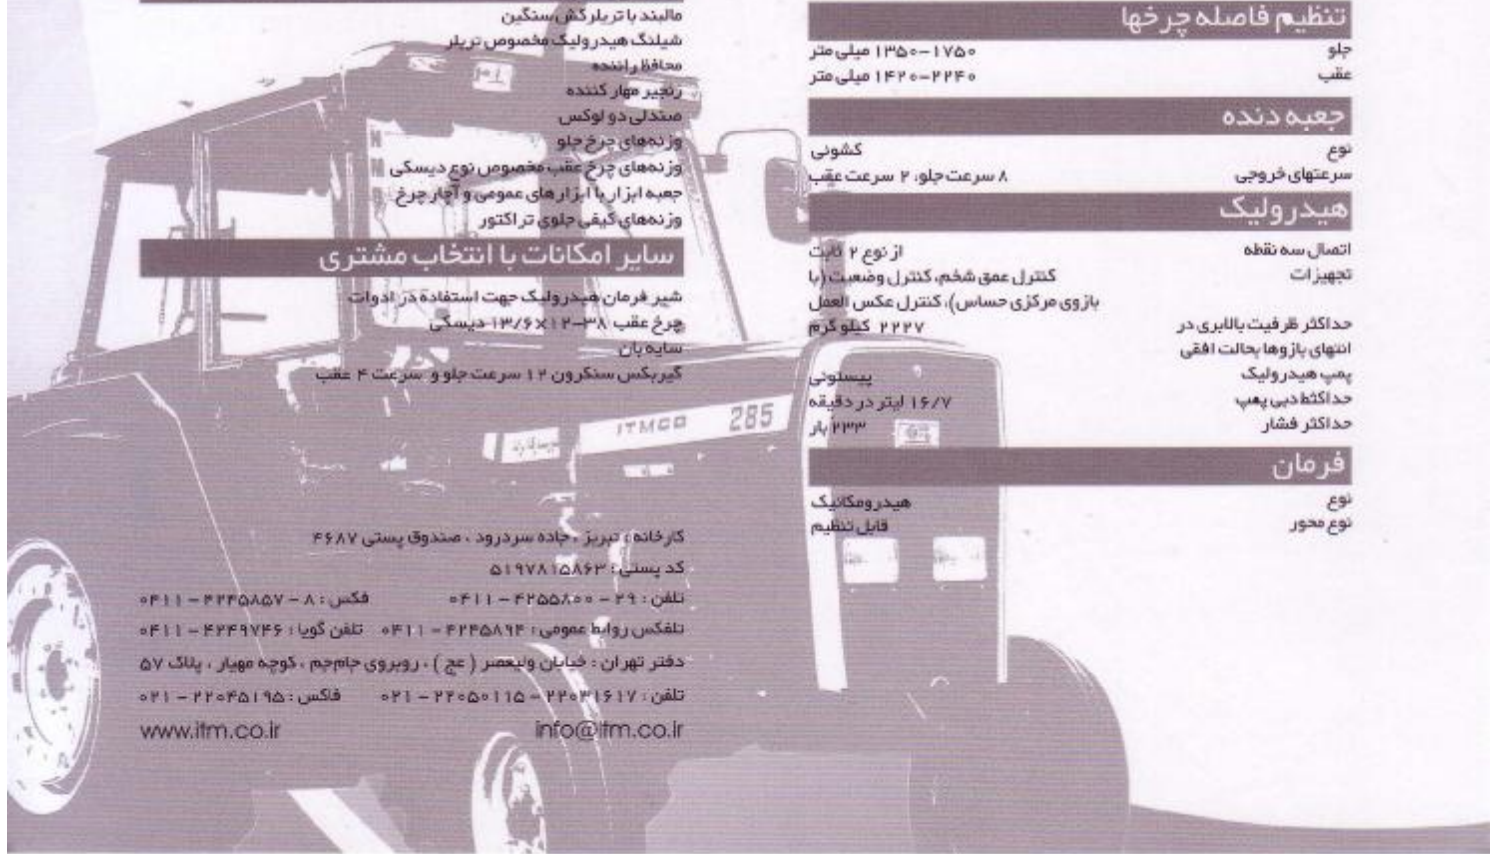 تنظیم فاصله چرخها
جلو ۱۳۵۰-۱۷۵۰ میلی متر
عقب ۱۴۲۰-۲۲۴۰ میلی متر
جعبه دنده
نوع کشوئی
سرعتهای خروجی ۸ سرعت جلو، ۲ سرعت عقب
هیدرولیک
اتصال سه نقطه از نوع ۲ ثابت
تجهیزات کنترل عمق شخم، کنترل وضعیت (با
بازوی مرکزی حساس)، کنترل عکس العمل
حداکثر ظرفیت بالابری در ۲۲۲۷ کیلو گرم
انتهای بازوها بحالت افقی
پمپ هیدرولیک پیستونی
حداکثط دبی پمپ ۱۶/۷ لیتر در دقیقه
حداکثر فشار ۲۳۳ بار
فرمان
نوع هیدرومکانیک
نوع محور قابل تنظیم
مالبند با تریلر کش سنگین
شیلنگ هیدرولیک مخصوص تریلر
محافظ راننده
زنجیر مهار کننده
صندلی دو لوکس
وزنه‌های چرخ جلو
وزنه‌های چرخ عقب مخصوص نوع دیسکی
جعبه ابزار با ابزارهای عمومی و آچار چرخ
وزنه‌های کیفی جلوی تراکتور
سایر امکانات با انتخاب مشتری
شیر فرمان هیدرولیک جهت استفاده در ادوات
چرخ عقب ۳۸-۱۲×۱۳/۶ دیسکی
سایه بان
گیربکس سنکرون ۱۲ سرعت جلو و سرعت ۴ عقب
ITMCO 285
کارخانه : تبریز ، جاده سردرود ، صندوق پستی ۴۶۸۷
کد پستی : ۵۱۹۷۸۱۵۸۶۳
تلفن : ۲۹ - ۴۲۵۵۸۰۰ - ۰۴۱۱ فکس : ۸ - ۴۲۴۵۸۵۷ - ۰۴۱۱
تلفکس روابط عمومی : ۴۲۴۵۸۹۴ - ۰۴۱۱ تلفن گویا : ۴۲۴۹۷۴۶ - ۰۴۱۱
دفتر تهران : خیابان ولیعصر ( عج ) ، روبروی جام‌جم ، کوچه مهیار ، پلاک ۵۷
تلفن : ۲۲۰۳۱۶۱۷ - ۲۲۰۵۰۱۱۵ - ۰۲۱ فاکس : ۲۲۰۴۵۱۹۵ - ۰۲۱
info@itm.co.ir www.itm.co.ir